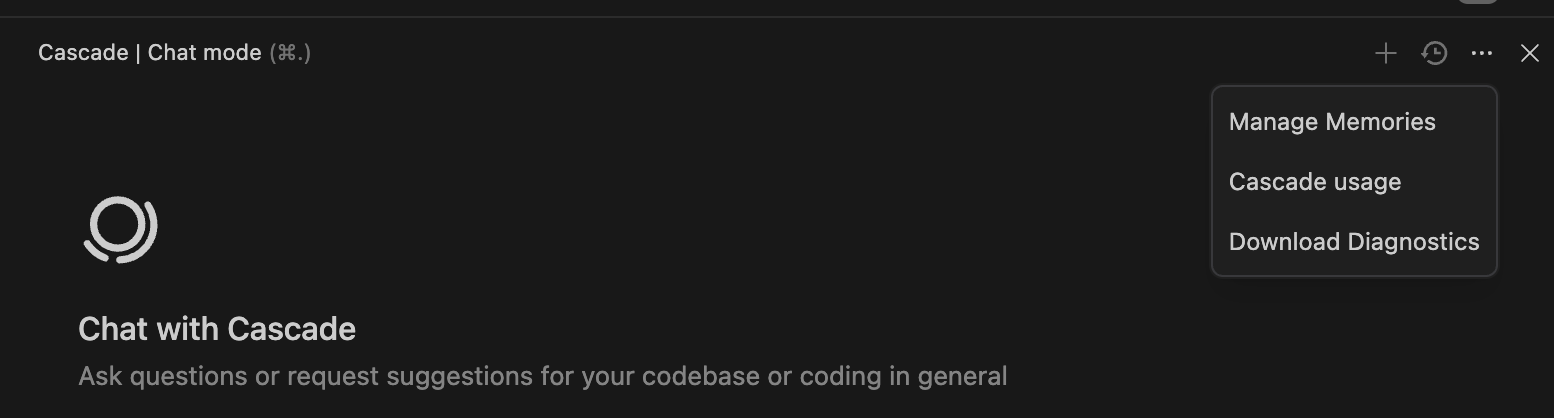 Cascade | Chat mode (⌘.)
Manage Memories
Cascade usage
Download Diagnostics
Chat with Cascade
Ask questions or request suggestions for your codebase or coding in general